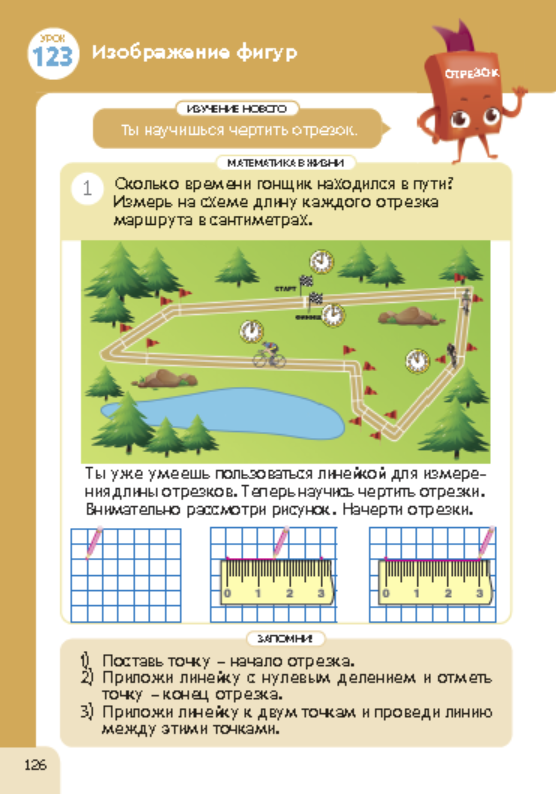 УРОК
123
Изображение фигур
ОТРЕЗОК
ИЗУЧЕНИЕ НОВОГО
Ты научишься чертить отрезок.
МАТЕМАТИКА В ЖИЗНИ
1
Сколько времени гонщик находился в пути?
Измерь на схеме длину каждого отрезка
маршрута в сантиметрах.
СТАРТ
ФИНИШ
Ты уже умеешь пользоваться линейкой для измере-
ния длины отрезков. Теперь научись чертить отрезки.
Внимательно рассмотри рисунок. Начерти отрезки.
0 1 2 3
0 1 2 3
ЗАПОМНИ!
1) Поставь точку – начало отрезка.
2) Приложи линейку с нулевым делением и отметь
точку – конец отрезка.
3) Приложи линейку к двум точкам и проведи линию
между этими точками.
126